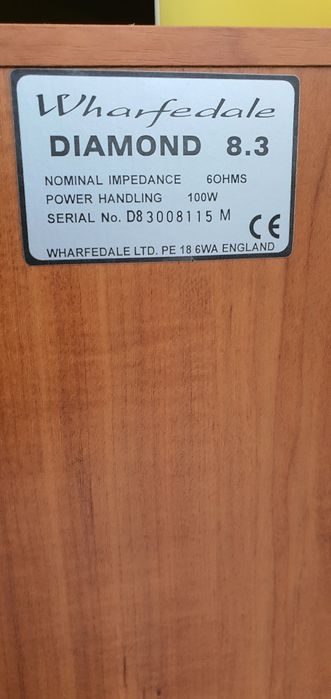 Wharfedale
DIAMOND 8.3
NOMINAL IMPEDANCE 6OHMS
POWER HANDLING 100W
SERIAL No. D83008115 M
CE
WHARFEDALE LTD. PE 18 6WA ENGLAND